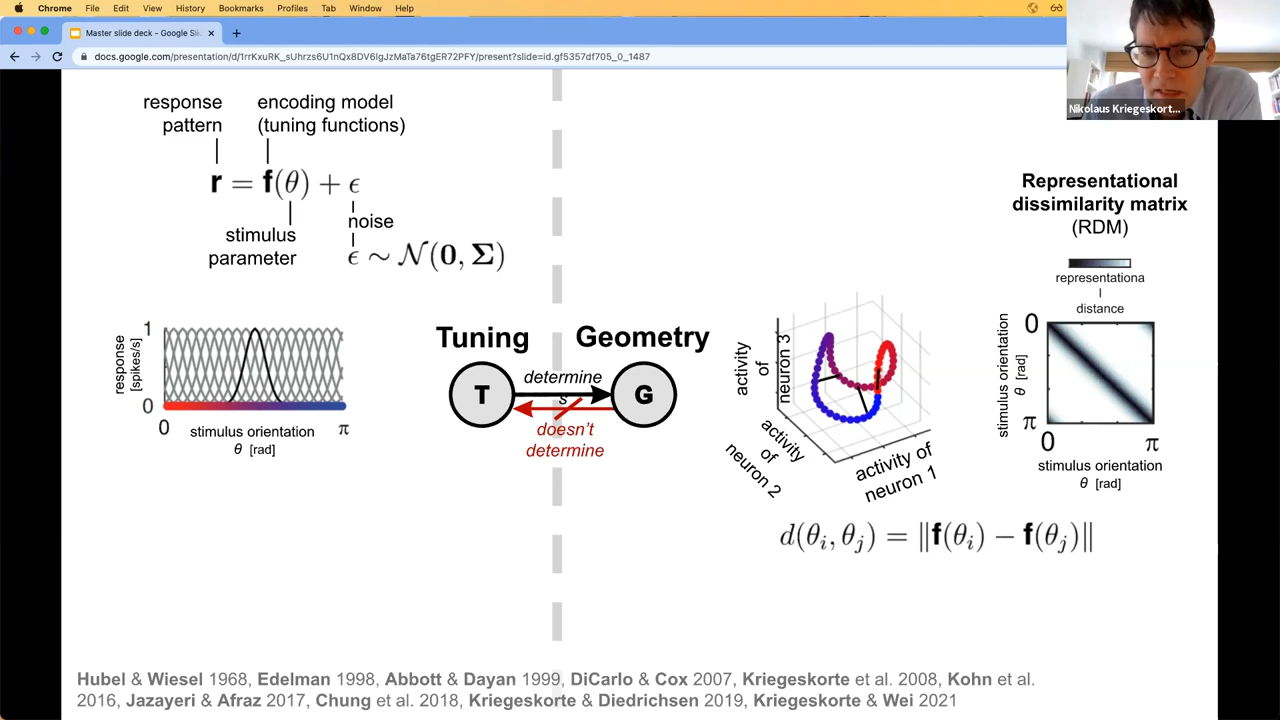 Chrome File Edit View History Bookmarks Profiles Tab Window Help
Master slide deck - Google Sli
docs.google.com/presentation/d/1rrKxuRK_sUhrzs6U1nQx8DV6lgJzMaTa76tgER72PFY/present?slide=id.gf5357df705_0_1487
Nikolaus Kriegeskort...
response
pattern
encoding model
(tuning functions)
r = f(θ) + ϵ
noise
stimulus
parameter
ϵ ∼ N(0, Σ)
response
[spikes/s]
1
0
0
π
stimulus orientation
θ [rad]
Tuning
Geometry
T
G
determine
s
doesn't
determine
activity
of
neuron 3
activity
of
neuron 2
activity of
neuron 1
d(θi, θj) = ||f(θi) − f(θj)||
Representational
dissimilarity matrix
(RDM)
representationa
l
distance
stimulus orientation
θ [rad]
0
π
0
π
stimulus orientation
θ [rad]
Hubel & Wiesel 1968, Edelman 1998, Abbott & Dayan 1999, DiCarlo & Cox 2007, Kriegeskorte et al. 2008, Kohn et al.
2016, Jazayeri & Afraz 2017, Chung et al. 2018, Kriegeskorte & Diedrichsen 2019, Kriegeskorte & Wei 2021